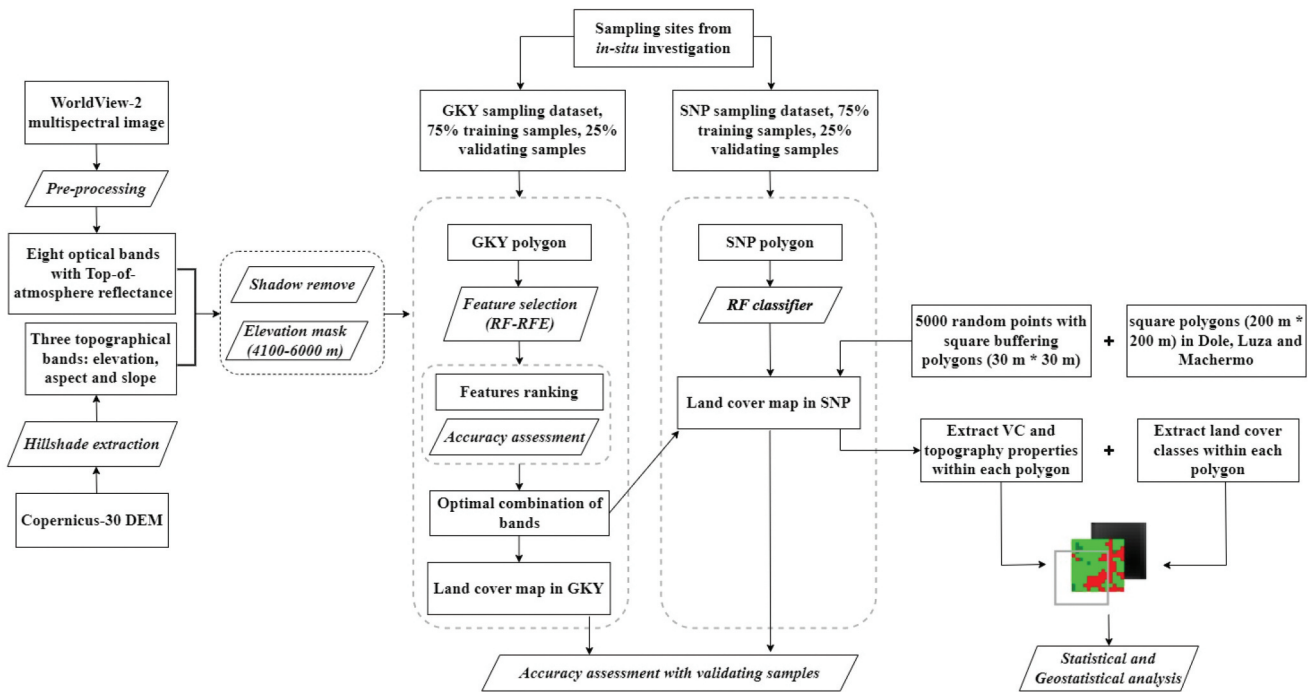 Sampling sites from
in-situ investigation
WorldView-2
multispectral image
GKY sampling dataset,
75% training samples, 25%
validating samples
SNP sampling dataset, 75%
training samples, 25%
validating samples
Pre-processing
Eight optical bands
with Top-of-
atmosphere reflectance
Three topographical
bands: elevation,
aspect and slope
Hillshade extraction
Copernicus-30 DEM
Shadow remove
Elevation mask
(4100-6000 m)
GKY polygon
Feature selection
(RF-RFE)
Features ranking
Accuracy assessment
Optimal combination of
bands
Land cover map in GKY
SNP polygon
RF classifier
Land cover map in SNP
Accuracy assessment with validating samples
5000 random points with
square buffering
polygons (30 m * 30 m)
+
square polygons (200 m *
200 m) in Dole, Luza and
Machermo
Extract VC and
topography properties
within each polygon
+
Extract land cover
classes within each
polygon
Statistical and
Geostatistical analysis